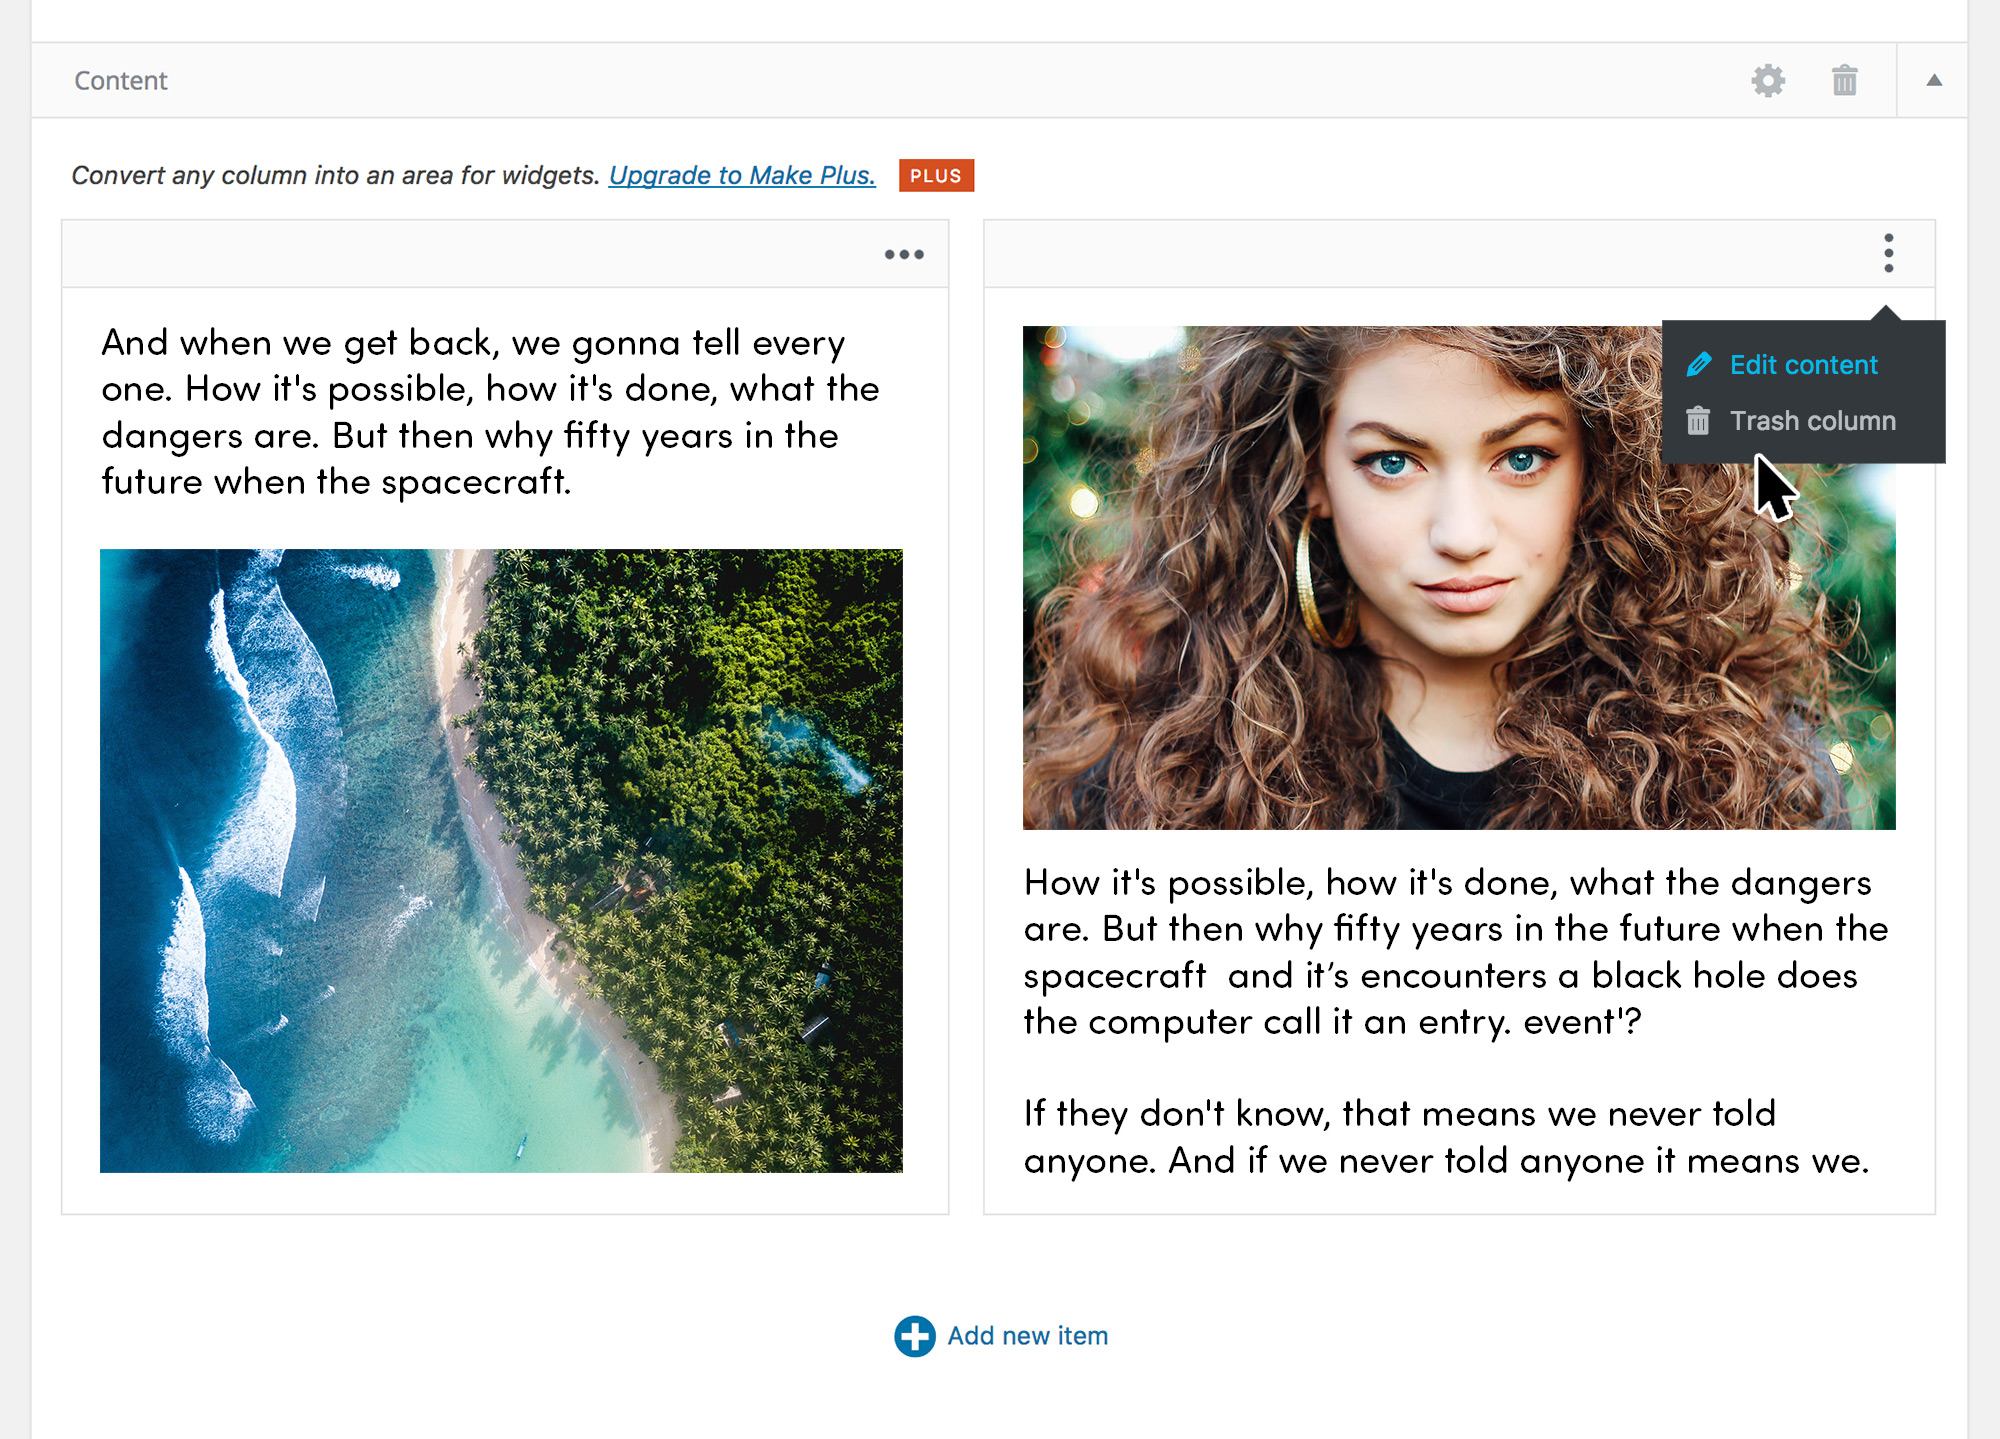 Content
Convert any column into an area for widgets. Upgrade to Make Plus. PLUS
And when we get back, we gonna tell every
one. How it's possible, how it's done, what the
dangers are. But then why fifty years in the
future when the spacecraft.
Edit content
Trash column
How it's possible, how it's done, what the dangers
are. But then why fifty years in the future when the
spacecraft  and it’s encounters a black hole does
the computer call it an entry. event'?
If they don't know, that means we never told
anyone. And if we never told anyone it means we.
Add new item